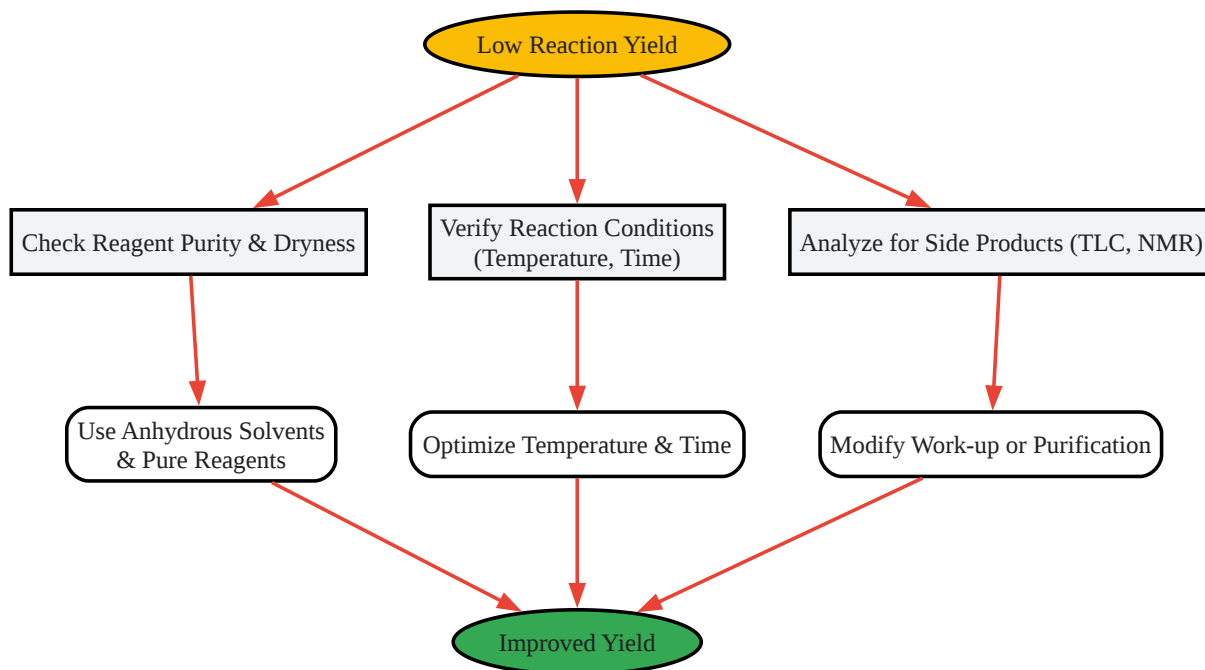 Low Reaction Yield
Check Reagent Purity & Dryness
Verify Reaction Conditions
(Temperature, Time)
Analyze for Side Products (TLC, NMR)
Use Anhydrous Solvents
& Pure Reagents
Optimize Temperature & Time
Modify Work-up or Purification
Improved Yield